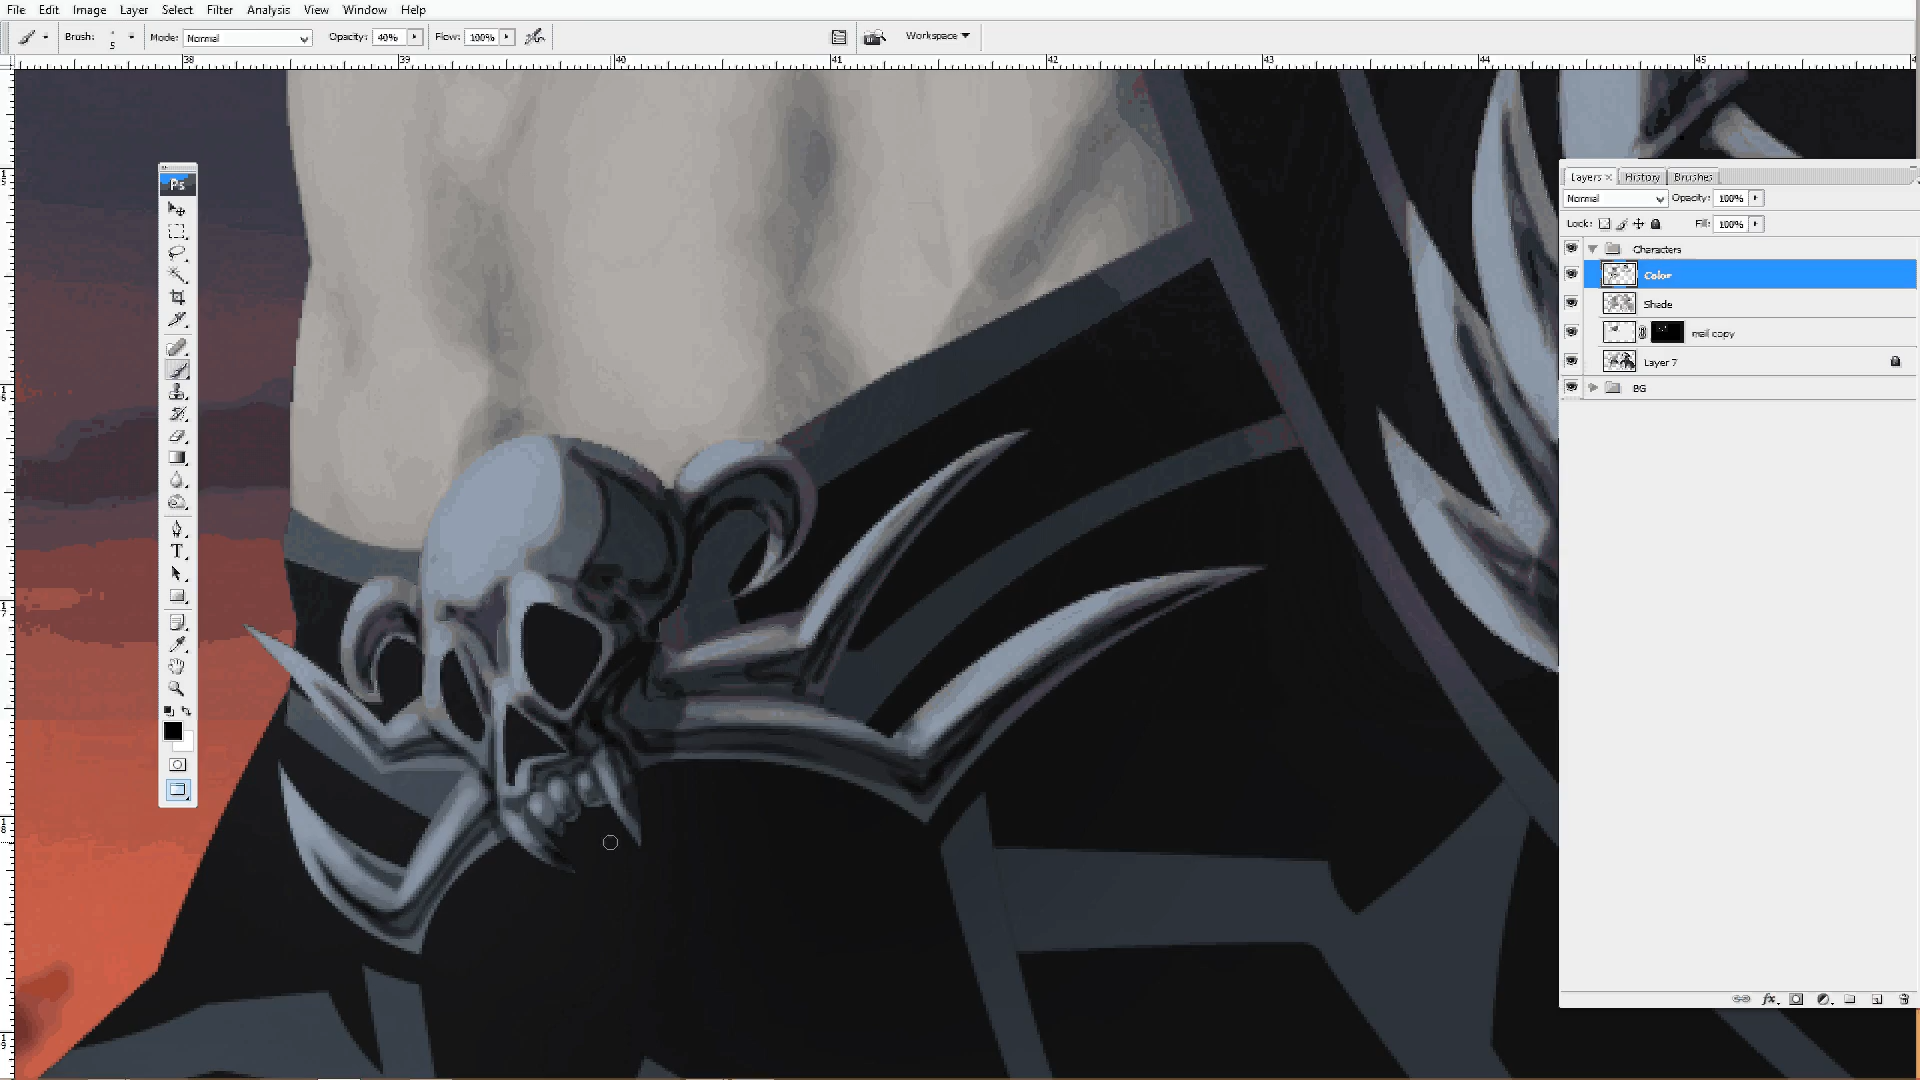 File Edit Image Layer Select Filter Analysis View Window Help
Brush: 5 Mode: Normal Opacity: 40% Flow: 100% Workspace
38 39 40 41 42 43 44 45
Ps
T
Layers History Brushes
Normal Opacity: 100%
Lock: Fill: 100%
Characters
Color
Shade
mail copy
Layer 7
BG
fx